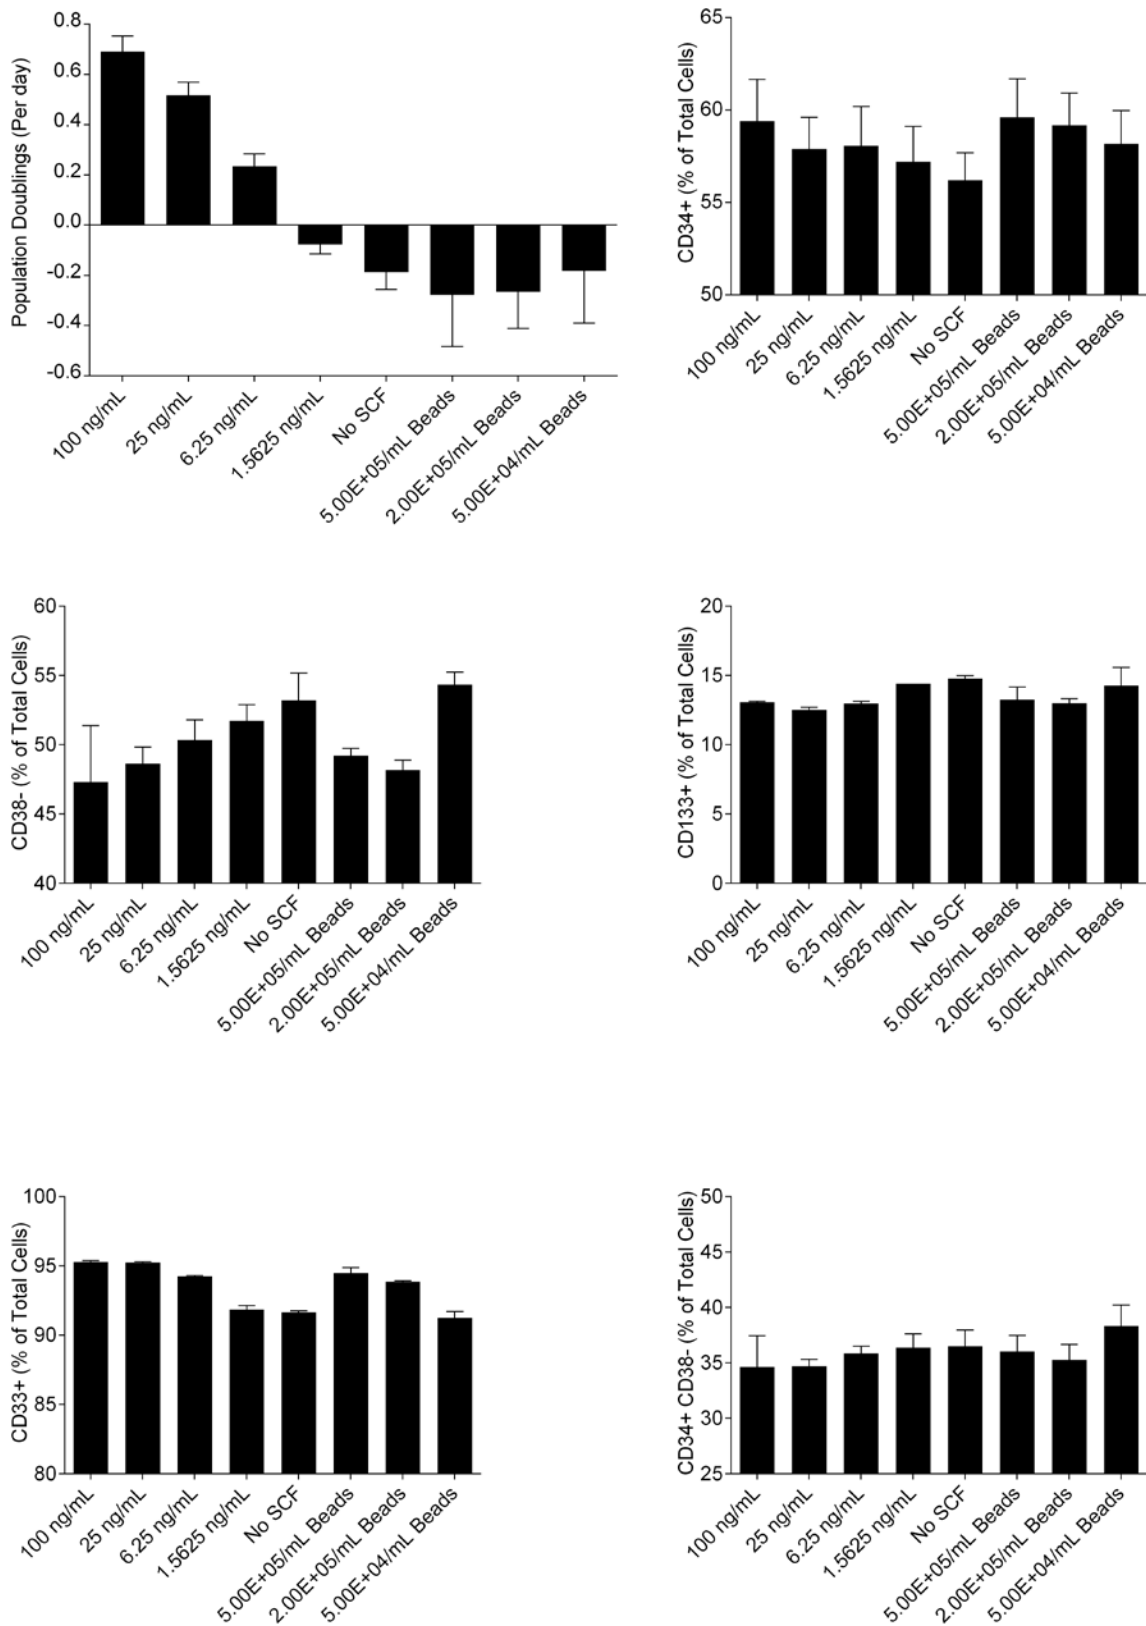 Population Doublings (Per day)
0.8
0.6
0.4
0.2
0.0
-0.2
-0.4
-0.6
100 ng/mL
25 ng/mL
6.25 ng/mL
1.5625 ng/mL
No SCF
5.00E+05/mL Beads
2.00E+05/mL Beads
5.00E+04/mL Beads
CD34+ (% of Total Cells)
65
60
55
50
100 ng/mL
25 ng/mL
6.25 ng/mL
1.5625 ng/mL
No SCF
5.00E+05/mL Beads
2.00E+05/mL Beads
5.00E+04/mL Beads
CD38- (% of Total Cells)
60
55
50
45
40
100 ng/mL
25 ng/mL
6.25 ng/mL
1.5625 ng/mL
No SCF
5.00E+05/mL Beads
2.00E+05/mL Beads
5.00E+04/mL Beads
CD133+ (% of Total Cells)
20
15
10
5
0
100 ng/mL
25 ng/mL
6.25 ng/mL
1.5625 ng/mL
No SCF
5.00E+05/mL Beads
2.00E+05/mL Beads
5.00E+04/mL Beads
CD33+ (% of Total Cells)
100
95
90
85
80
100 ng/mL
25 ng/mL
6.25 ng/mL
1.5625 ng/mL
No SCF
5.00E+05/mL Beads
2.00E+05/mL Beads
5.00E+04/mL Beads
CD34+ CD38- (% of Total Cells)
50
45
40
35
30
25
100 ng/mL
25 ng/mL
6.25 ng/mL
1.5625 ng/mL
No SCF
5.00E+05/mL Beads
2.00E+05/mL Beads
5.00E+04/mL Beads